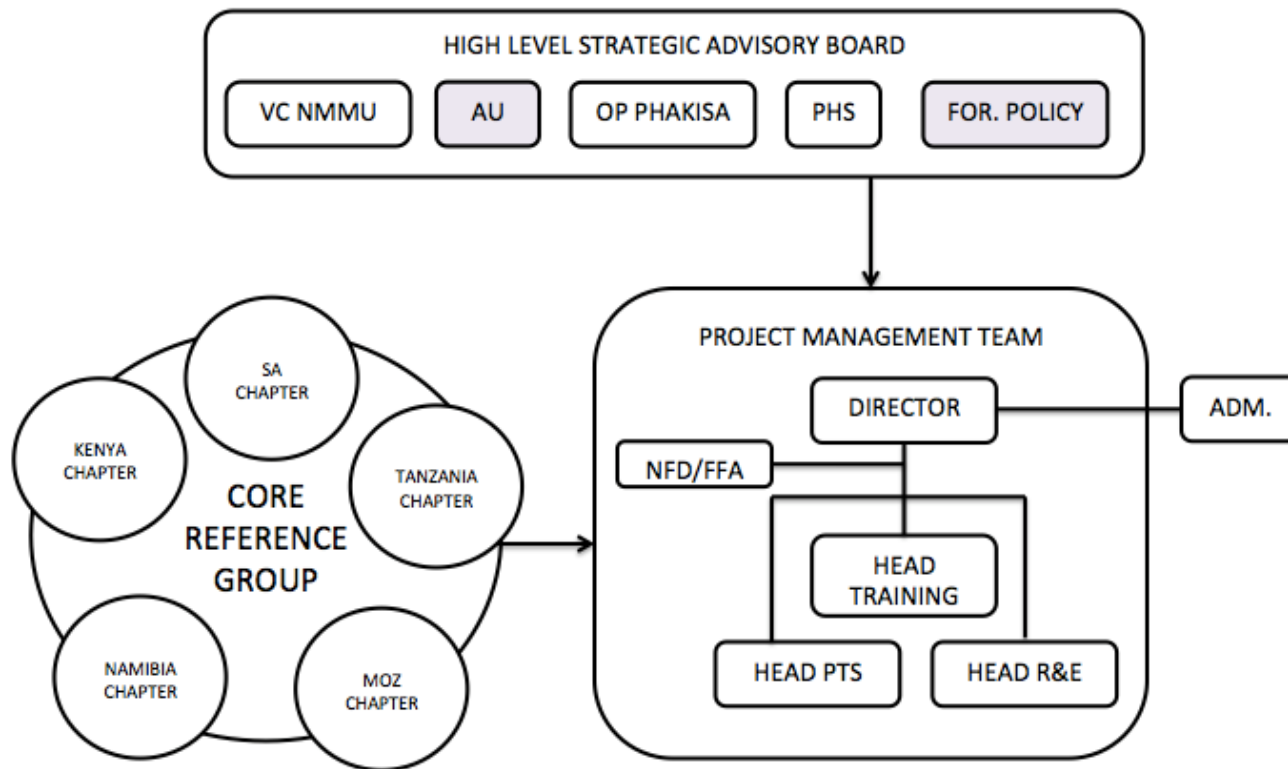 HIGH LEVEL STRATEGIC ADVISORY BOARD
VC NMMU
AU
OP PHAKISA
PHS
FOR. POLICY
SA
CHAPTER
KENYA
CHAPTER
TANZANIA
CHAPTER
CORE
REFERENCE
GROUP
NAMIBIA
CHAPTER
MOZ
CHAPTER
PROJECT MANAGEMENT TEAM
DIRECTOR
ADM.
NFD/FFA
HEAD
TRAINING
HEAD PTS
HEAD R&E